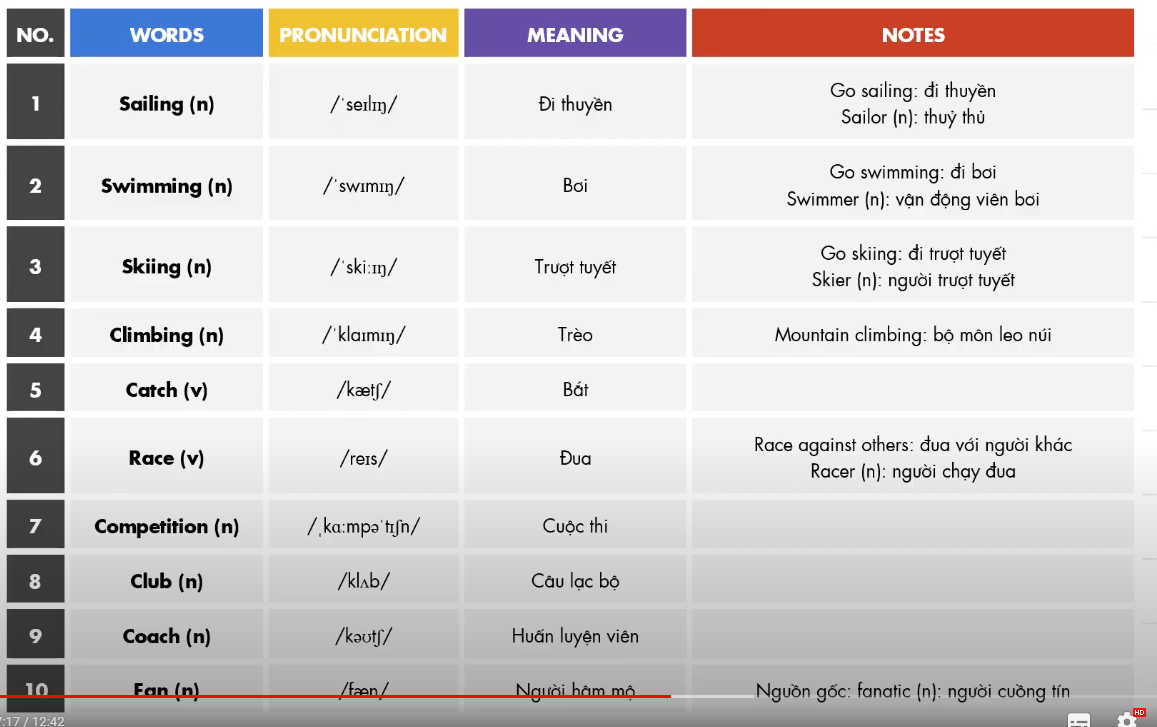 NO. WORDS PRONUNCIATION MEANING NOTES
1 Sailing (n) /ˈseɪlɪŋ/ Đi thuyền Go sailing: đi thuyền
Sailor (n): thuỷ thủ
2 Swimming (n) /ˈswɪmɪŋ/ Bơi Go swimming: đi bơi
Swimmer (n): vận động viên bơi
3 Skiing (n) /ˈskiːɪŋ/ Trượt tuyết Go skiing: đi trượt tuyết
Skier (n): người trượt tuyết
4 Climbing (n) /ˈklaɪmɪŋ/ Trèo Mountain climbing: bộ môn leo núi
5 Catch (v) /kætʃ/ Bắt
6 Race (v) /reɪs/ Đua Race against others: đua với người khác
Racer (n): người chạy đua
7 Competition (n) /ˌkɑːmpəˈtɪʃn/ Cuộc thi
8 Club (n) /klʌb/ Câu lạc bộ
9 Coach (n) /kəʊtʃ/ Huấn luyện viên
10 Fan (n) /fæn/ Người hâm mộ Nguồn gốc: fanatic (n): người cuồng tín
:17 / 12:42 HD